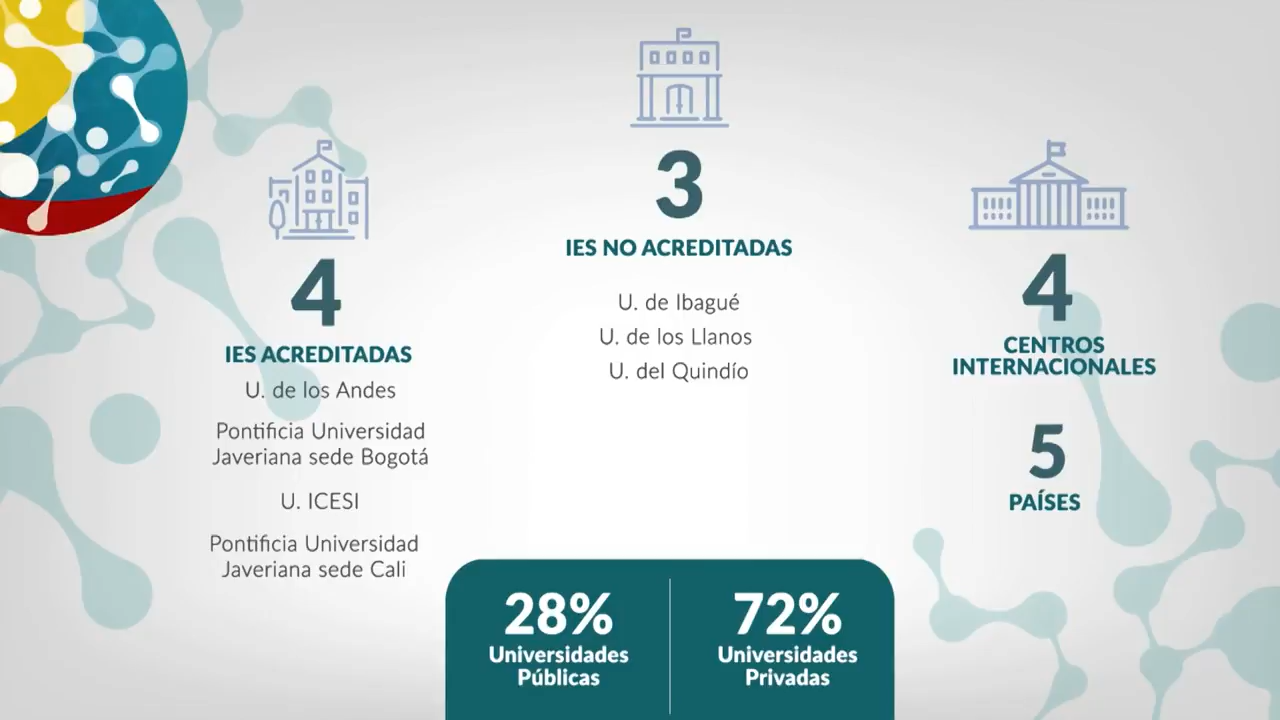 4
IES ACREDITADAS
U. de los Andes
Pontificia Universidad
Javeriana sede Bogotá
U. ICESI
Pontificia Universidad
Javeriana sede Cali
3
IES NO ACREDITADAS
U. de Ibagué
U. de los Llanos
U. del Quindío
4
CENTROS
INTERNACIONALES
5
PAÍSES
28%
Universidades
Públicas
72%
Universidades
Privadas